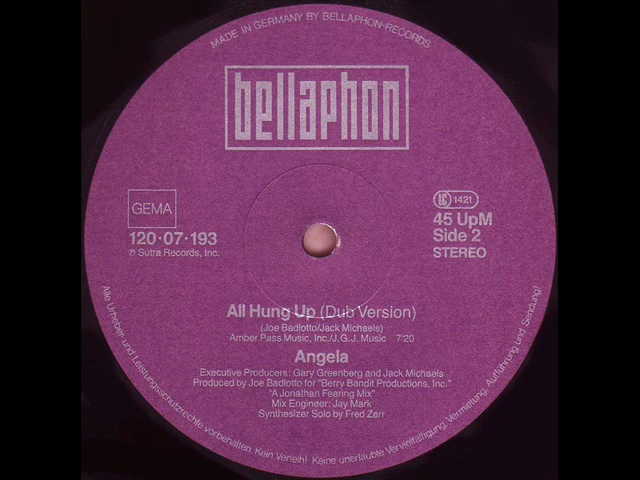 MADE IN GERMANY BY BELLAPHON-RECORDS
bellaphon
GEMA
LC 1421
120·07·193
℗ Sutra Records, Inc.
45 UpM
Side 2
STEREO
All Hung Up (Dub Version)
(Joe Badlotto/Jack Michaels)
Amber Pass Music, Inc./J.G.J. Music 7'20
Angela
Executive Producers: Gary Greenberg and Jack Michaels
Produced by Joe Badlotto for "Berry Bandit Productions, Inc."
"A Jonathan Fearing Mix"
Mix Engineer: Jay Mark
Synthesizer Solo by Fred Zarr
Alle Urheber und Leistungsschutzrechte vorbehalten. Kein Verleih! Keine unerlaubte Vervielfältigung, Vermietung, Aufführung und Sendung!